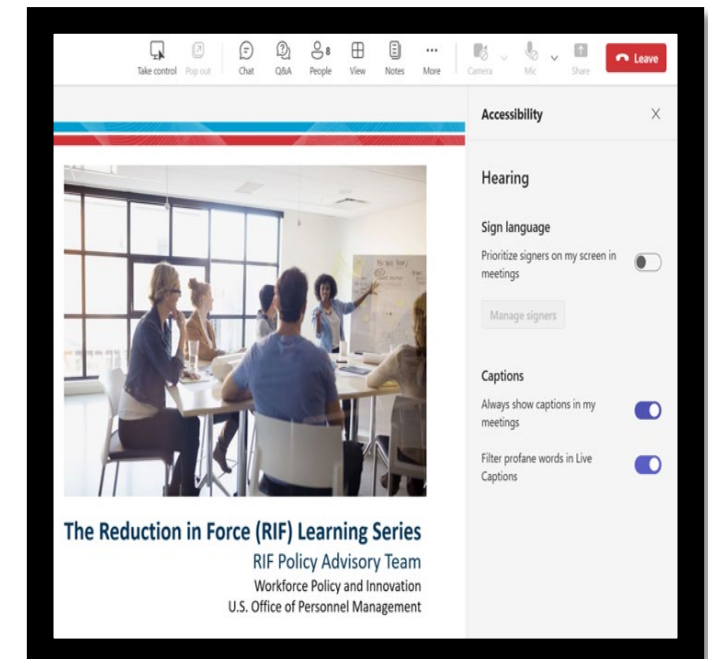 Take control
Pop out
Chat
Q&A
People
8
View
Notes
More
Camera
Mic
Share
Leave
Accessibility
Hearing
Sign language
Prioritize signers on my screen in
meetings
Manage signers
Captions
Always show captions in my
meetings
Filter profane words in Live
Captions
The Reduction in Force (RIF) Learning Series
RIF Policy Advisory Team
Workforce Policy and Innovation
U.S. Office of Personnel Management